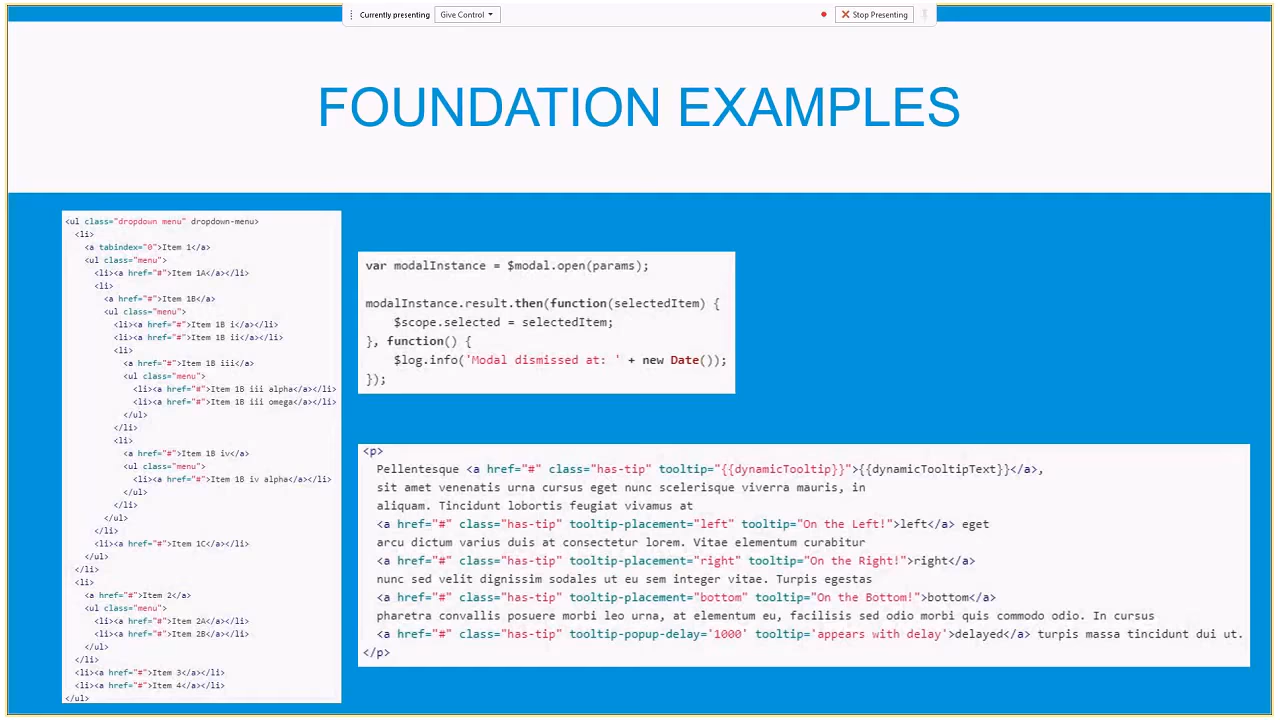 Currently presenting Give Control Stop Presenting
FOUNDATION EXAMPLES
<ul class="dropdown menu" dropdown-menu>
<li>
<a tabindex="0">Item 1</a>
<ul class="menu">
<li><a href="#">Item 1A</a></li>
<li>
<a href="#">Item 1B</a>
<ul class="menu">
<li><a href="#">Item 1B i</a></li>
<li><a href="#">Item 1B ii</a></li>
<li>
<a href="#">Item 1B iii</a>
<ul class="menu">
<li><a href="#">Item 1B iii alpha</a></li>
<li><a href="#">Item 1B iii omega</a></li>
</ul>
</li>
<li>
<a href="#">Item 1B iv</a>
<ul class="menu">
<li><a href="#">Item 1B iv alpha</a></li>
</ul>
</li>
</ul>
</li>
<li><a href="#">Item 1C</a></li>
</ul>
</li>
<li>
<a href="#">Item 2</a>
<ul class="menu">
<li><a href="#">Item 2A</a></li>
<li><a href="#">Item 2B</a></li>
</ul>
</li>
<li><a href="#">Item 3</a></li>
<li><a href="#">Item 4</a></li>
</ul>
var modalInstance = $modal.open(params);
modalInstance.result.then(function(selectedItem) {
$scope.selected = selectedItem;
}, function() {
$log.info('Modal dismissed at: ' + new Date());
});
<p>
Pellentesque <a href="#" class="has-tip" tooltip="{{dynamicTooltip}}">{{dynamicTooltipText}}</a>,
sit amet venenatis urna cursus eget nunc scelerisque viverra mauris, in
aliquam. Tincidunt lobortis feugiat vivamus at
<a href="#" class="has-tip" tooltip-placement="left" tooltip="On the Left!">left</a> eget
arcu dictum varius duis at consectetur lorem. Vitae elementum curabitur
<a href="#" class="has-tip" tooltip-placement="right" tooltip="On the Right!">right</a>
nunc sed velit dignissim sodales ut eu sem integer vitae. Turpis egestas
<a href="#" class="has-tip" tooltip-placement="bottom" tooltip="On the Bottom!">bottom</a>
pharetra convallis posuere morbi leo urna, at elementum eu, facilisis sed odio morbi quis commodo odio. In cursus
<a href="#" class="has-tip" tooltip-popup-delay='1000' tooltip='appears with delay'>delayed</a> turpis massa tincidunt dui ut.
</p>